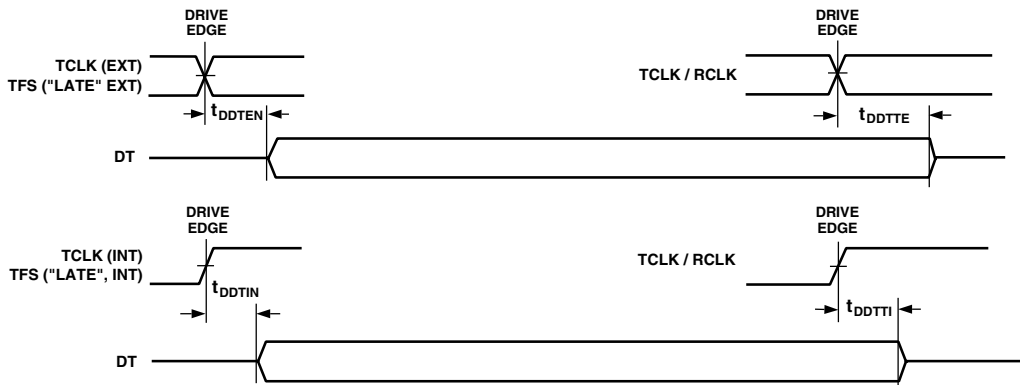 DRIVE
EDGE
DRIVE
EDGE
TCLK (EXT)
TFS ("LATE" EXT)
TCLK / RCLK
tDDTEN
tDDTTE
DT
DRIVE
EDGE
DRIVE
EDGE
TCLK (INT)
TFS ("LATE", INT)
TCLK / RCLK
tDDTIN
tDDTTI
DT